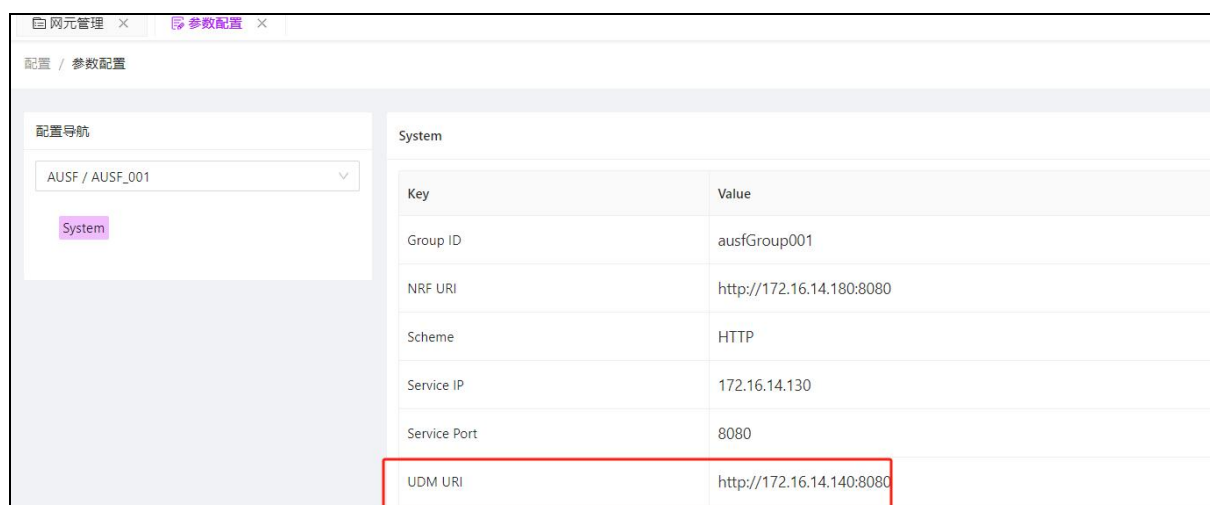 网元管理 × 参数配置 ×
配置 / 参数配置
配置导航
AUSF / AUSF_001
System
System
Key Value
Group ID ausfGroup001
NRF URI http://172.16.14.180:8080
Scheme HTTP
Service IP 172.16.14.130
Service Port 8080
UDM URI http://172.16.14.140:8080